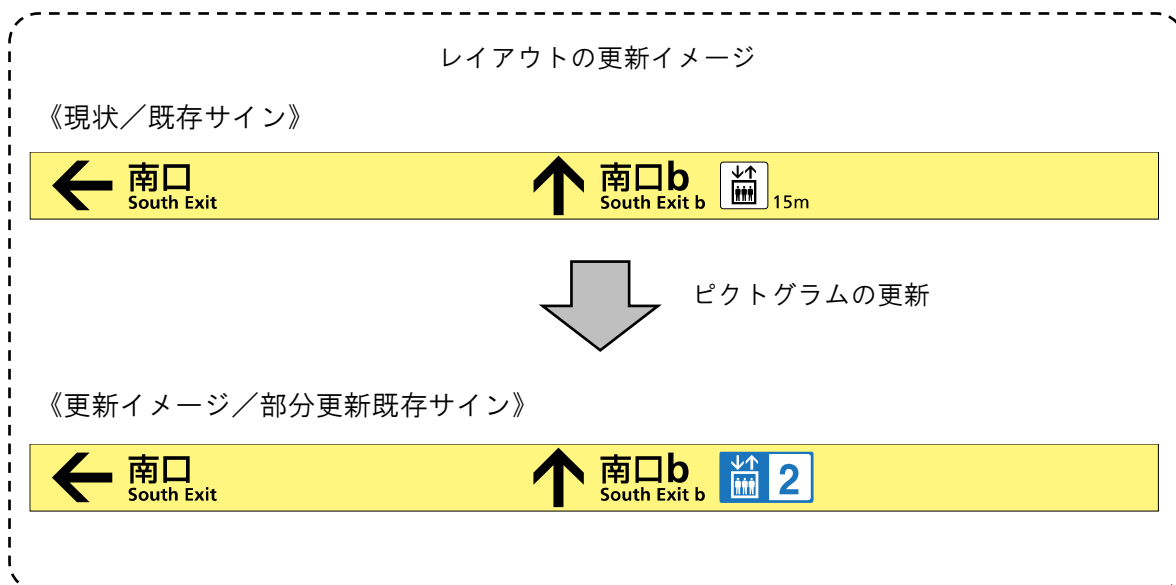 レイアウトの更新イメージ
《現状／既存サイン》
南口
South Exit
南口b
South Exit b
15m
ピクトグラムの更新
《更新イメージ／部分更新既存サイン》
南口
South Exit
南口b
South Exit b
2